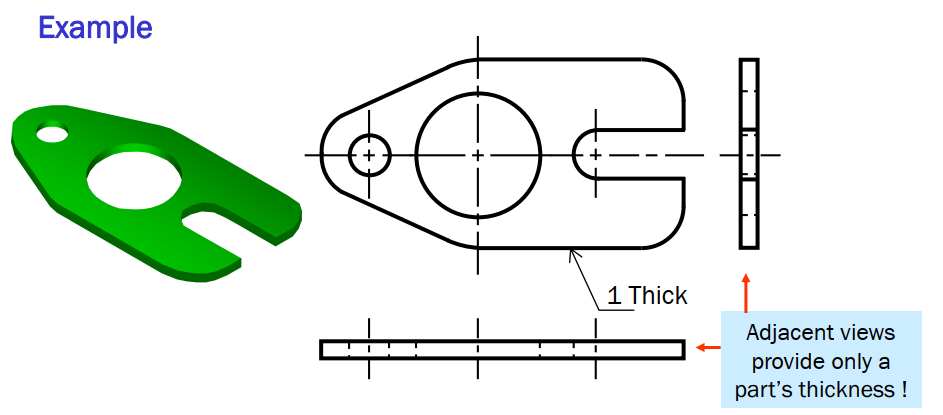 Example
1 Thick
Adjacent views
provide only a
part's thickness !